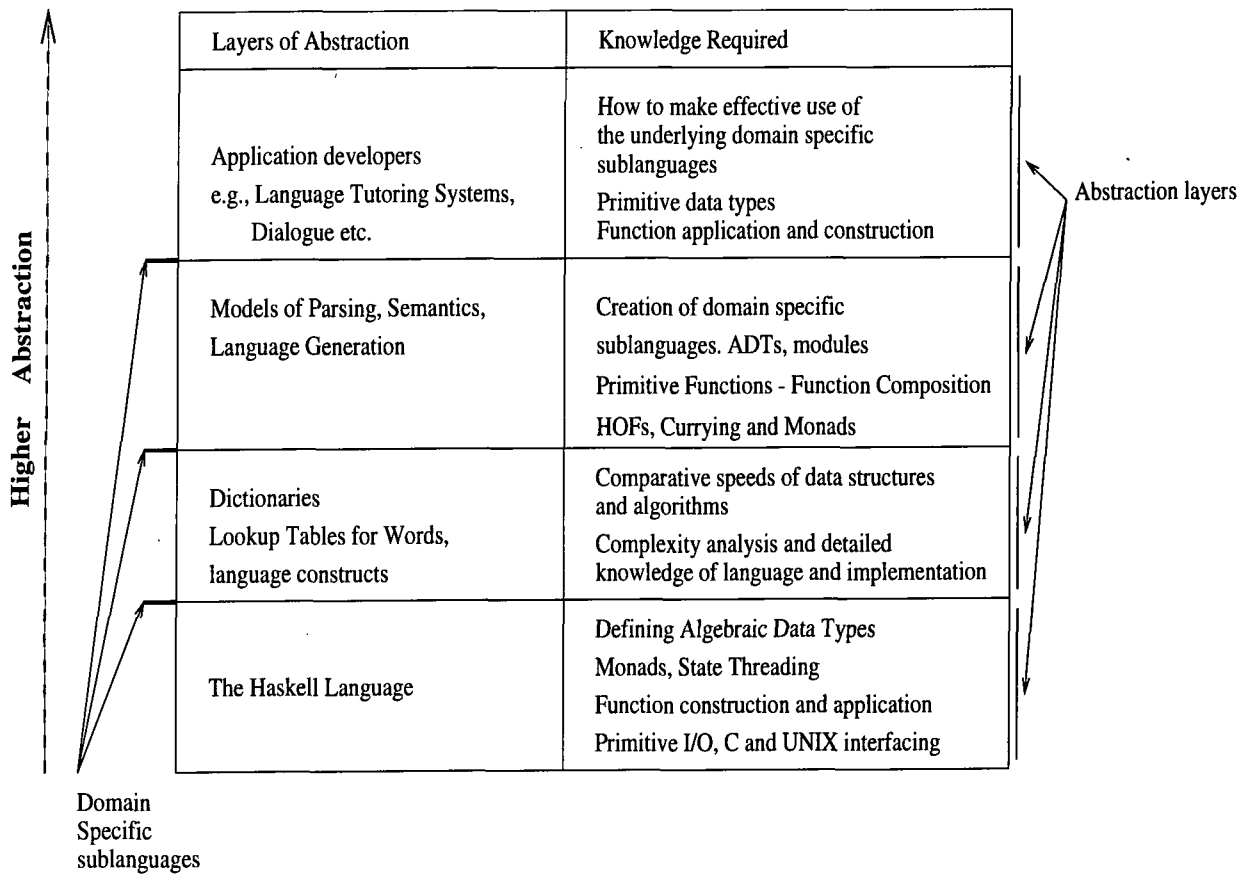 Layers of Abstraction
Knowledge Required
Application developers
e.g., Language Tutoring Systems,
Dialogue etc.
How to make effective use of
the underlying domain specific
sublanguages
Primitive data types
Function application and construction
Models of Parsing, Semantics,
Language Generation
Creation of domain specific
sublanguages. ADTs, modules
Primitive Functions - Function Composition
HOFs, Currying and Monads
Dictionaries
Lookup Tables for Words,
language constructs
Comparative speeds of data structures
and algorithms
Complexity analysis and detailed
knowledge of language and implementation
The Haskell Language
Defining Algebraic Data Types
Monads, State Threading
Function construction and application
Primitive I/O, C and UNIX interfacing
Higher Abstraction
Abstraction layers
Domain
Specific
sublanguages